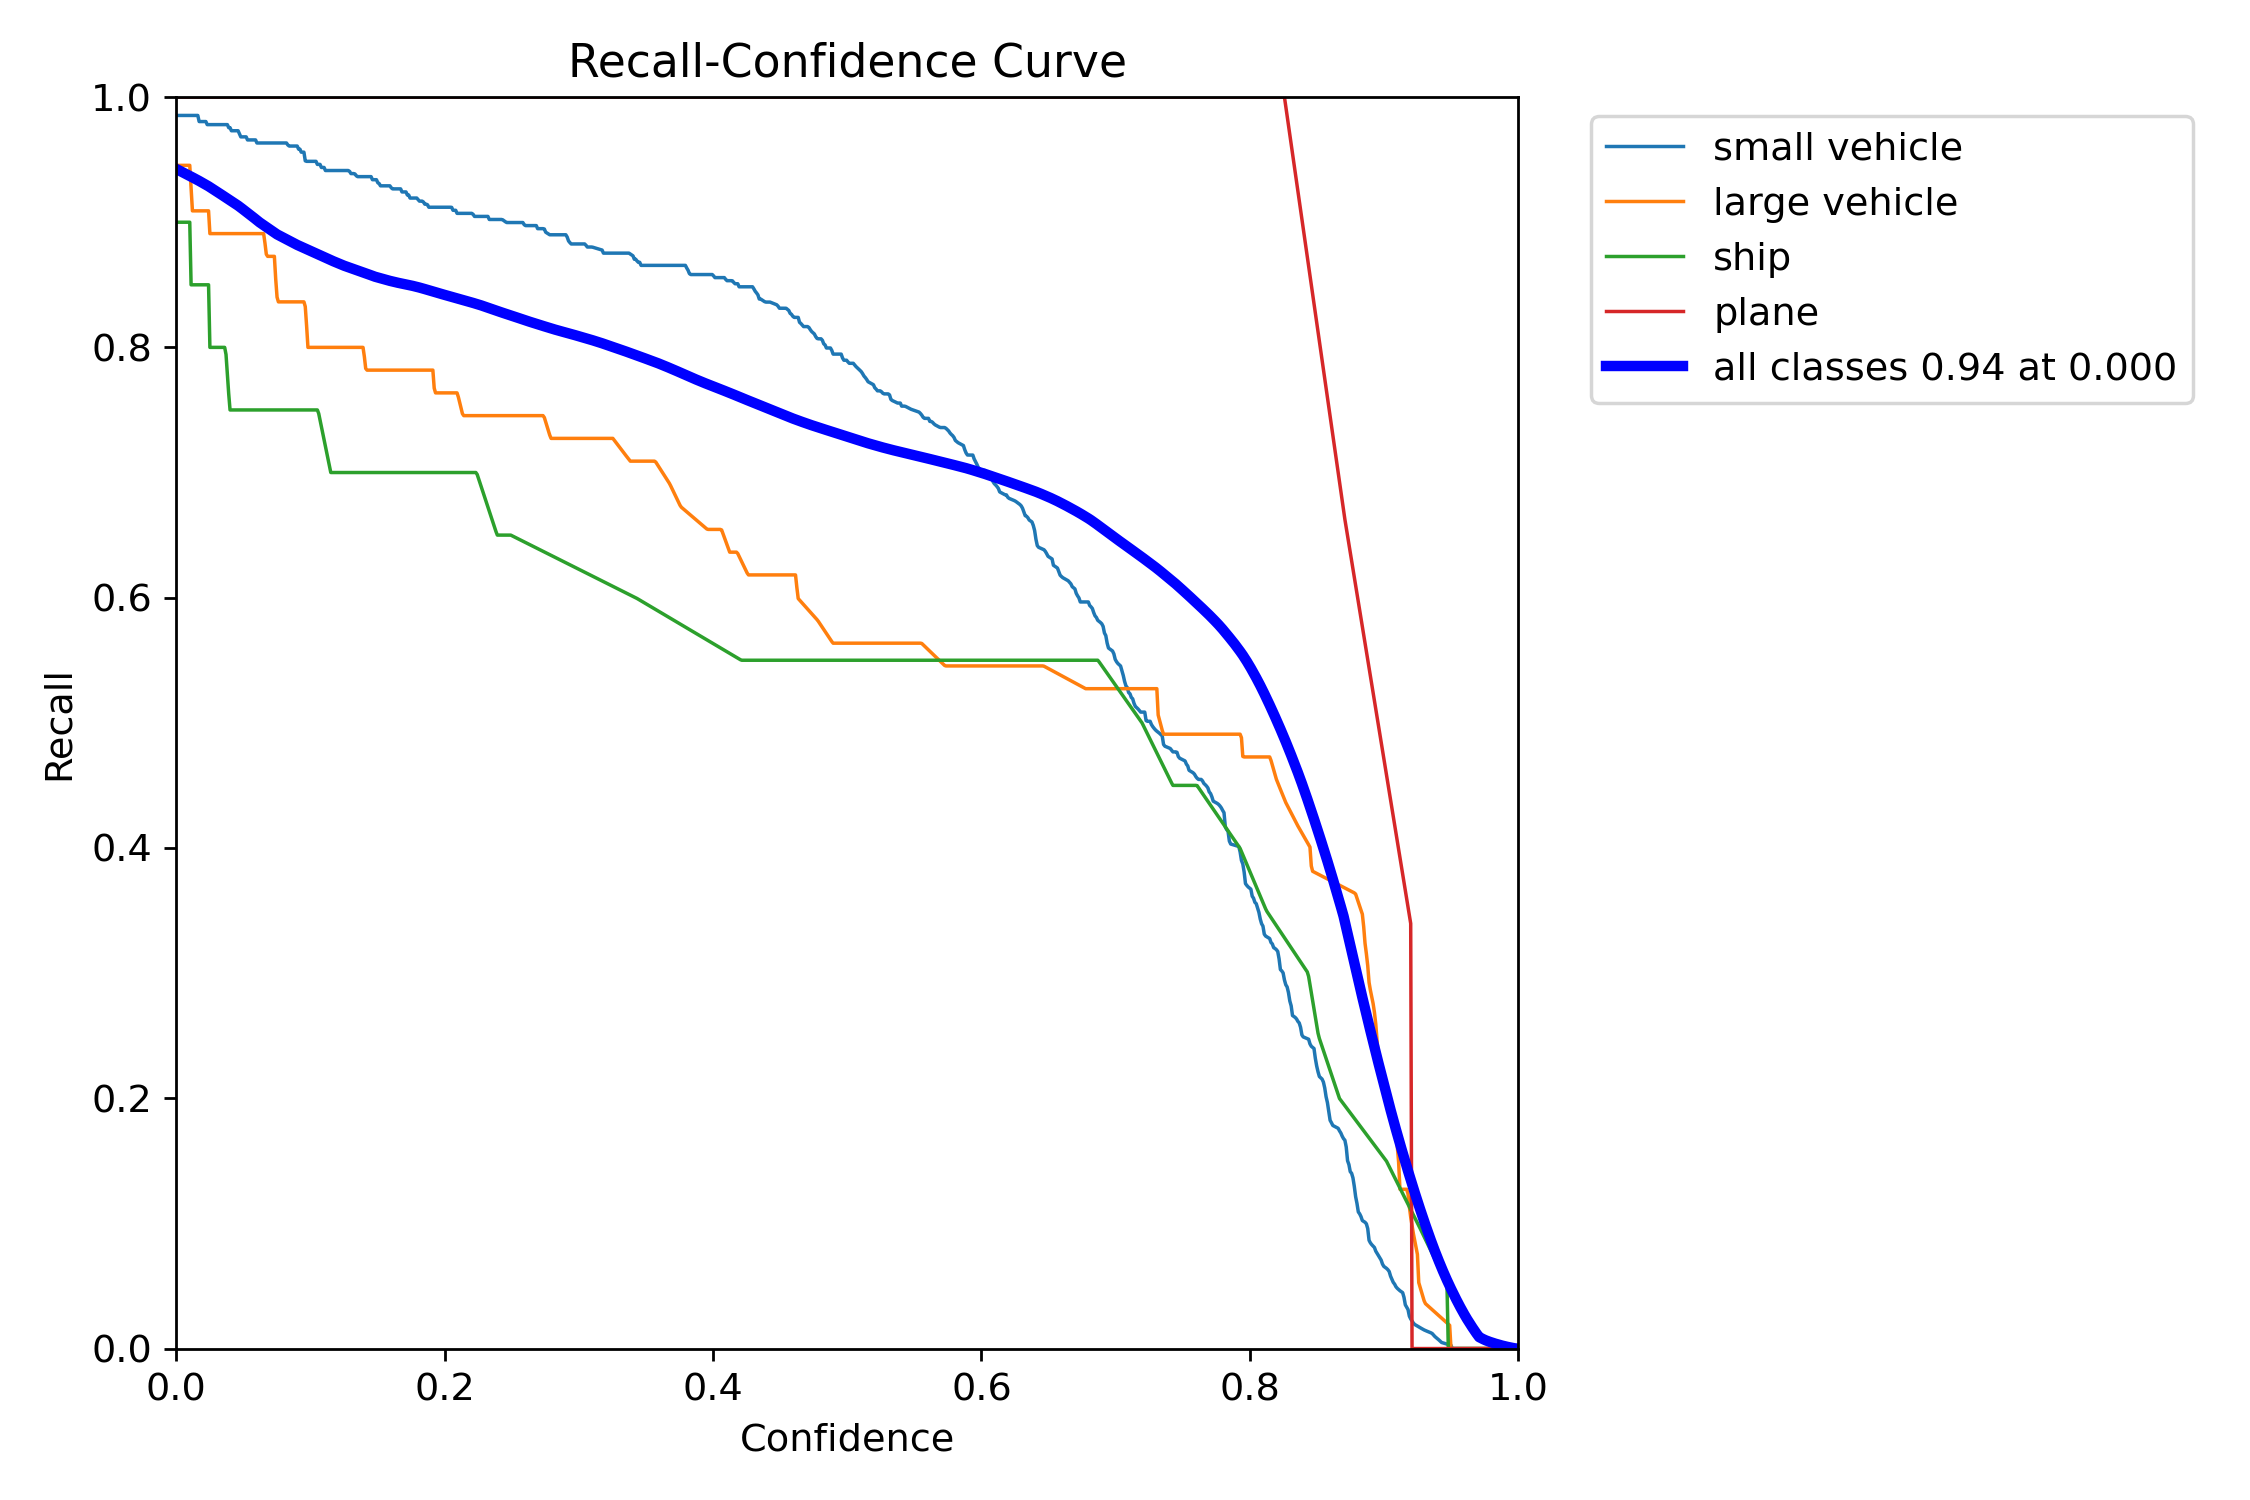 Recall-Confidence Curve
1.0
0.8
0.6
0.4
0.2
0.0
Recall
0.0 0.2 0.4 0.6 0.8 1.0
Confidence
small vehicle
large vehicle
ship
plane
all classes 0.94 at 0.000